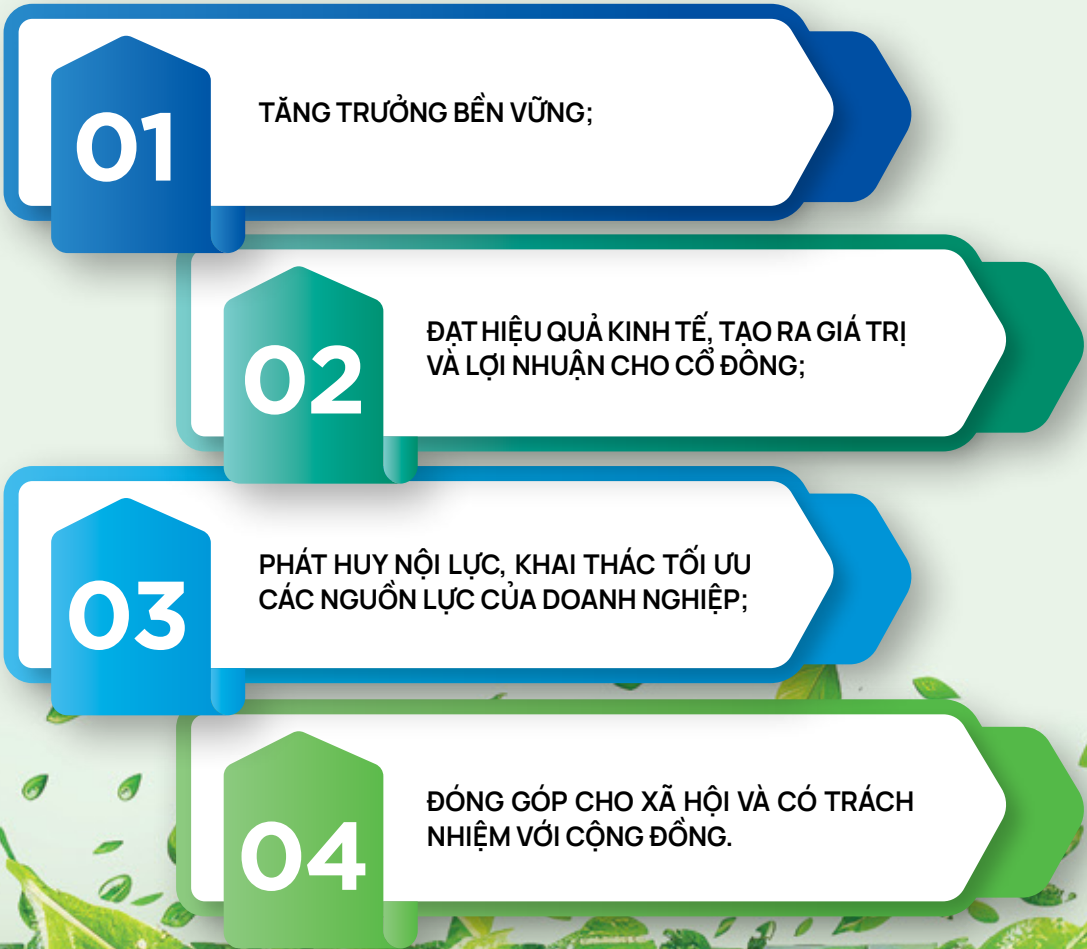 01
TĂNG TRƯỞNG BỀN VỮNG;
02
ĐẠT HIỆU QUẢ KINH TẾ, TẠO RA GIÁ TRỊ
VÀ LỢI NHUẬN CHO CỔ ĐÔNG;
03
PHÁT HUY NỘI LỰC, KHAI THÁC TỐI ƯU
CÁC NGUỒN LỰC CỦA DOANH NGHIỆP;
04
ĐÓNG GÓP CHO XÃ HỘI VÀ CÓ TRÁCH
NHIỆM VỚI CỘNG ĐỒNG.